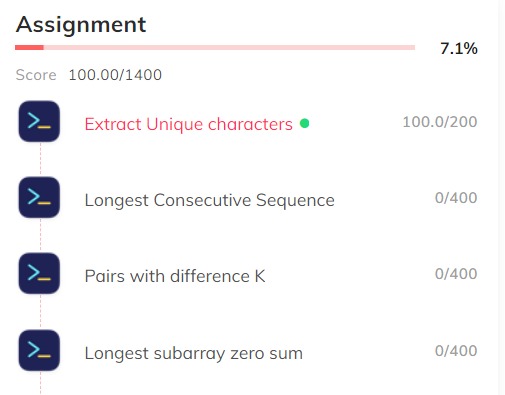 Assignment
7.1%
Score 100.00/1400
Extract Unique characters 100.0/200
Longest Consecutive Sequence 0/400
Pairs with difference K 0/400
Longest subarray zero sum 0/400